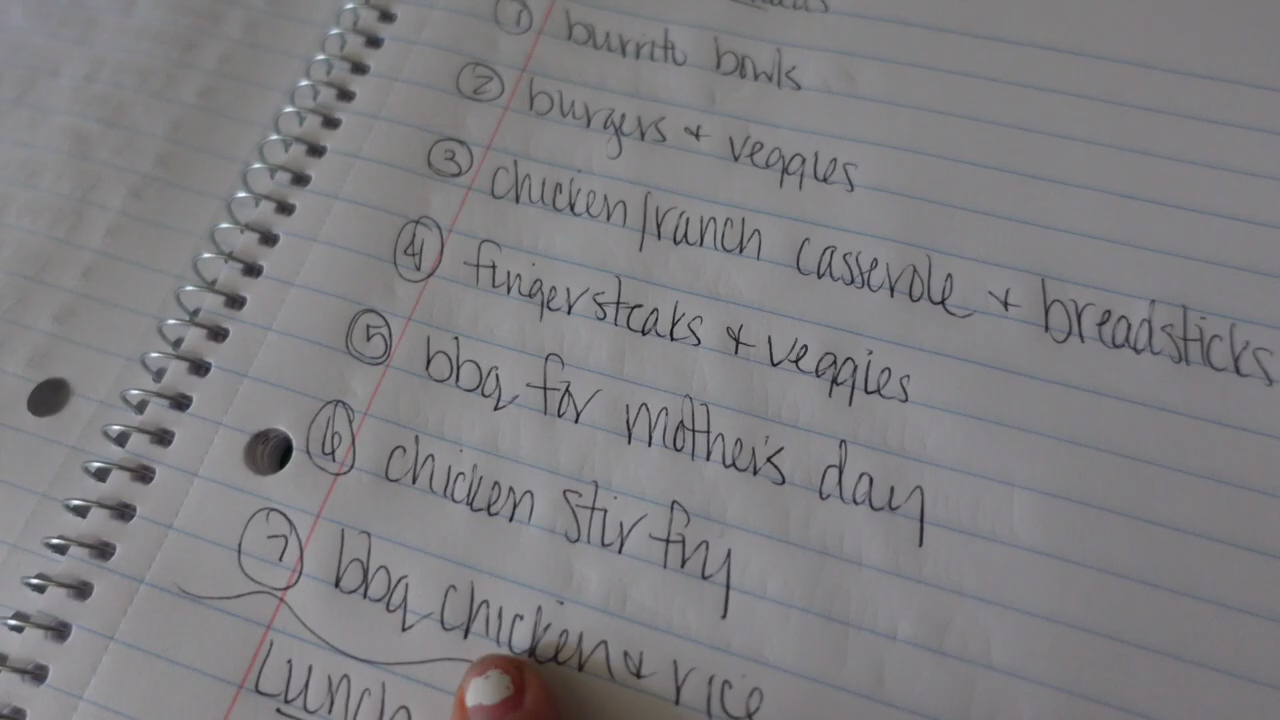 ① burrito bowls
② burgers + veggies
③ chicken/ranch casserole + breadsticks
④ fingersteaks + veggies
⑤ bbq for mother's day
⑥ chicken stir fry
⑦ bbq chicken & rice
Lunch